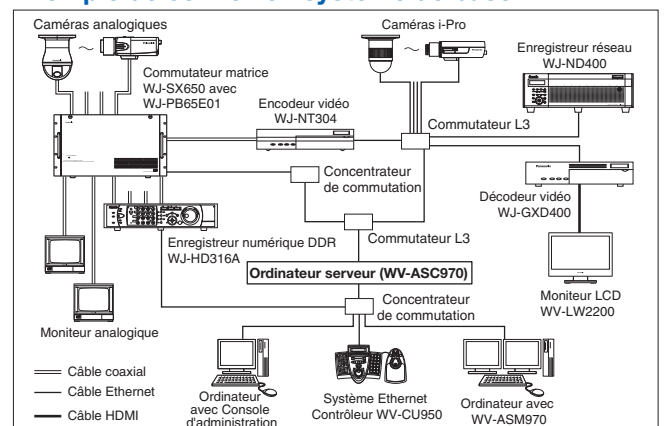 Caméras analogiques
Caméras i-Pro
Enregistreur réseau
WJ-ND400
Commutateur matrice
WJ-SX650 avec
WJ-PB65E01
Encodeur vidéo
WJ-NT304
Commutateur L3
Concentrateur
de commutation
Décodeur vidéo
WJ-GXD400
Enregistreur numérique DDR
WJ-HD316A
Commutateur L3
Ordinateur serveur (WV-ASC970)
Moniteur analogique
Concentrateur
de commutation
Moniteur LCD
WV-LW2200
Câble coaxial
Câble Ethernet
Câble HDMI
Ordinateur
avec Console
d'administration
Système Ethernet
Contrôleur WV-CU950
Ordinateur avec
WV-ASM970